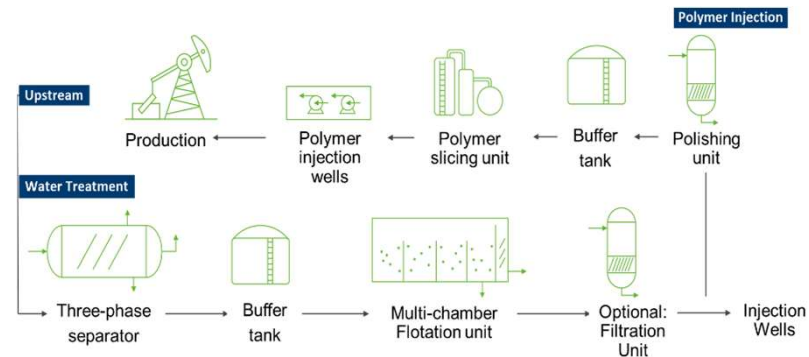 Polymer Injection
Upstream
Production
Polymer
injection
wells
Polymer
slicing unit
Buffer
tank
Polishing
unit
Water Treatment
Three-phase
separator
Buffer
tank
Multi-chamber
Flotation unit
Optional:
Filtration
Unit
Injection
Wells